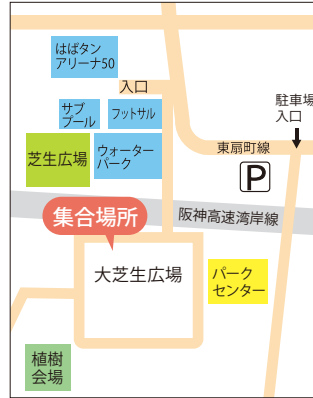 はばタン
アリーナ50
入口
サブ
プール
フットサル
駐車場
入口
芝生広場
ウォーター
パーク
東扇町線
P
集合場所
阪神高速湾岸線
大芝生広場
パーク
センター
植樹
会場